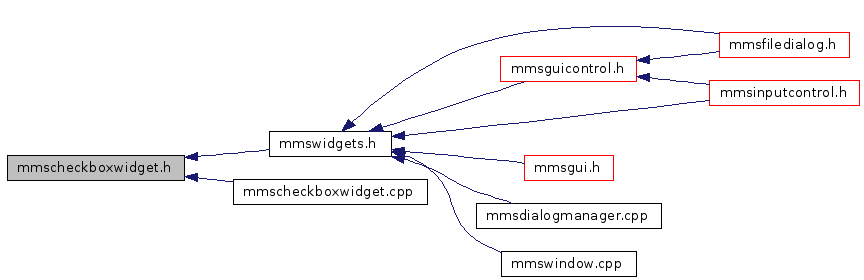 mmsfiledialog.h
mmsguicontrol.h
mmsinputcontrol.h
mmswidgets.h
mmscheckboxwidget.h
mmsgui.h
mmscheckboxwidget.cpp
mmsdialogmanager.cpp
mmswindow.cpp